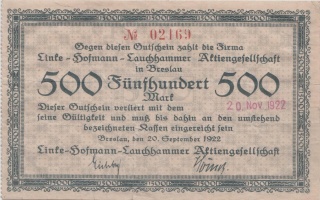 № 02169
Gegen diesen Gutschein zahlt die Firma
Linke-Hofmann-Lauchhammer Aktiengesellschaft
in Breslau
500 Fünfhundert 500
Mark
Dieser Gutschein verliert mit dem 20. Nov. 1922
seine Gültigkeit und muß bis dahin an den umstehend
bezeichneten Kassen eingereicht sein
Breslau, den 20. September 1922
Linke-Hofmann-Lauchhammer Aktiengesellschaft